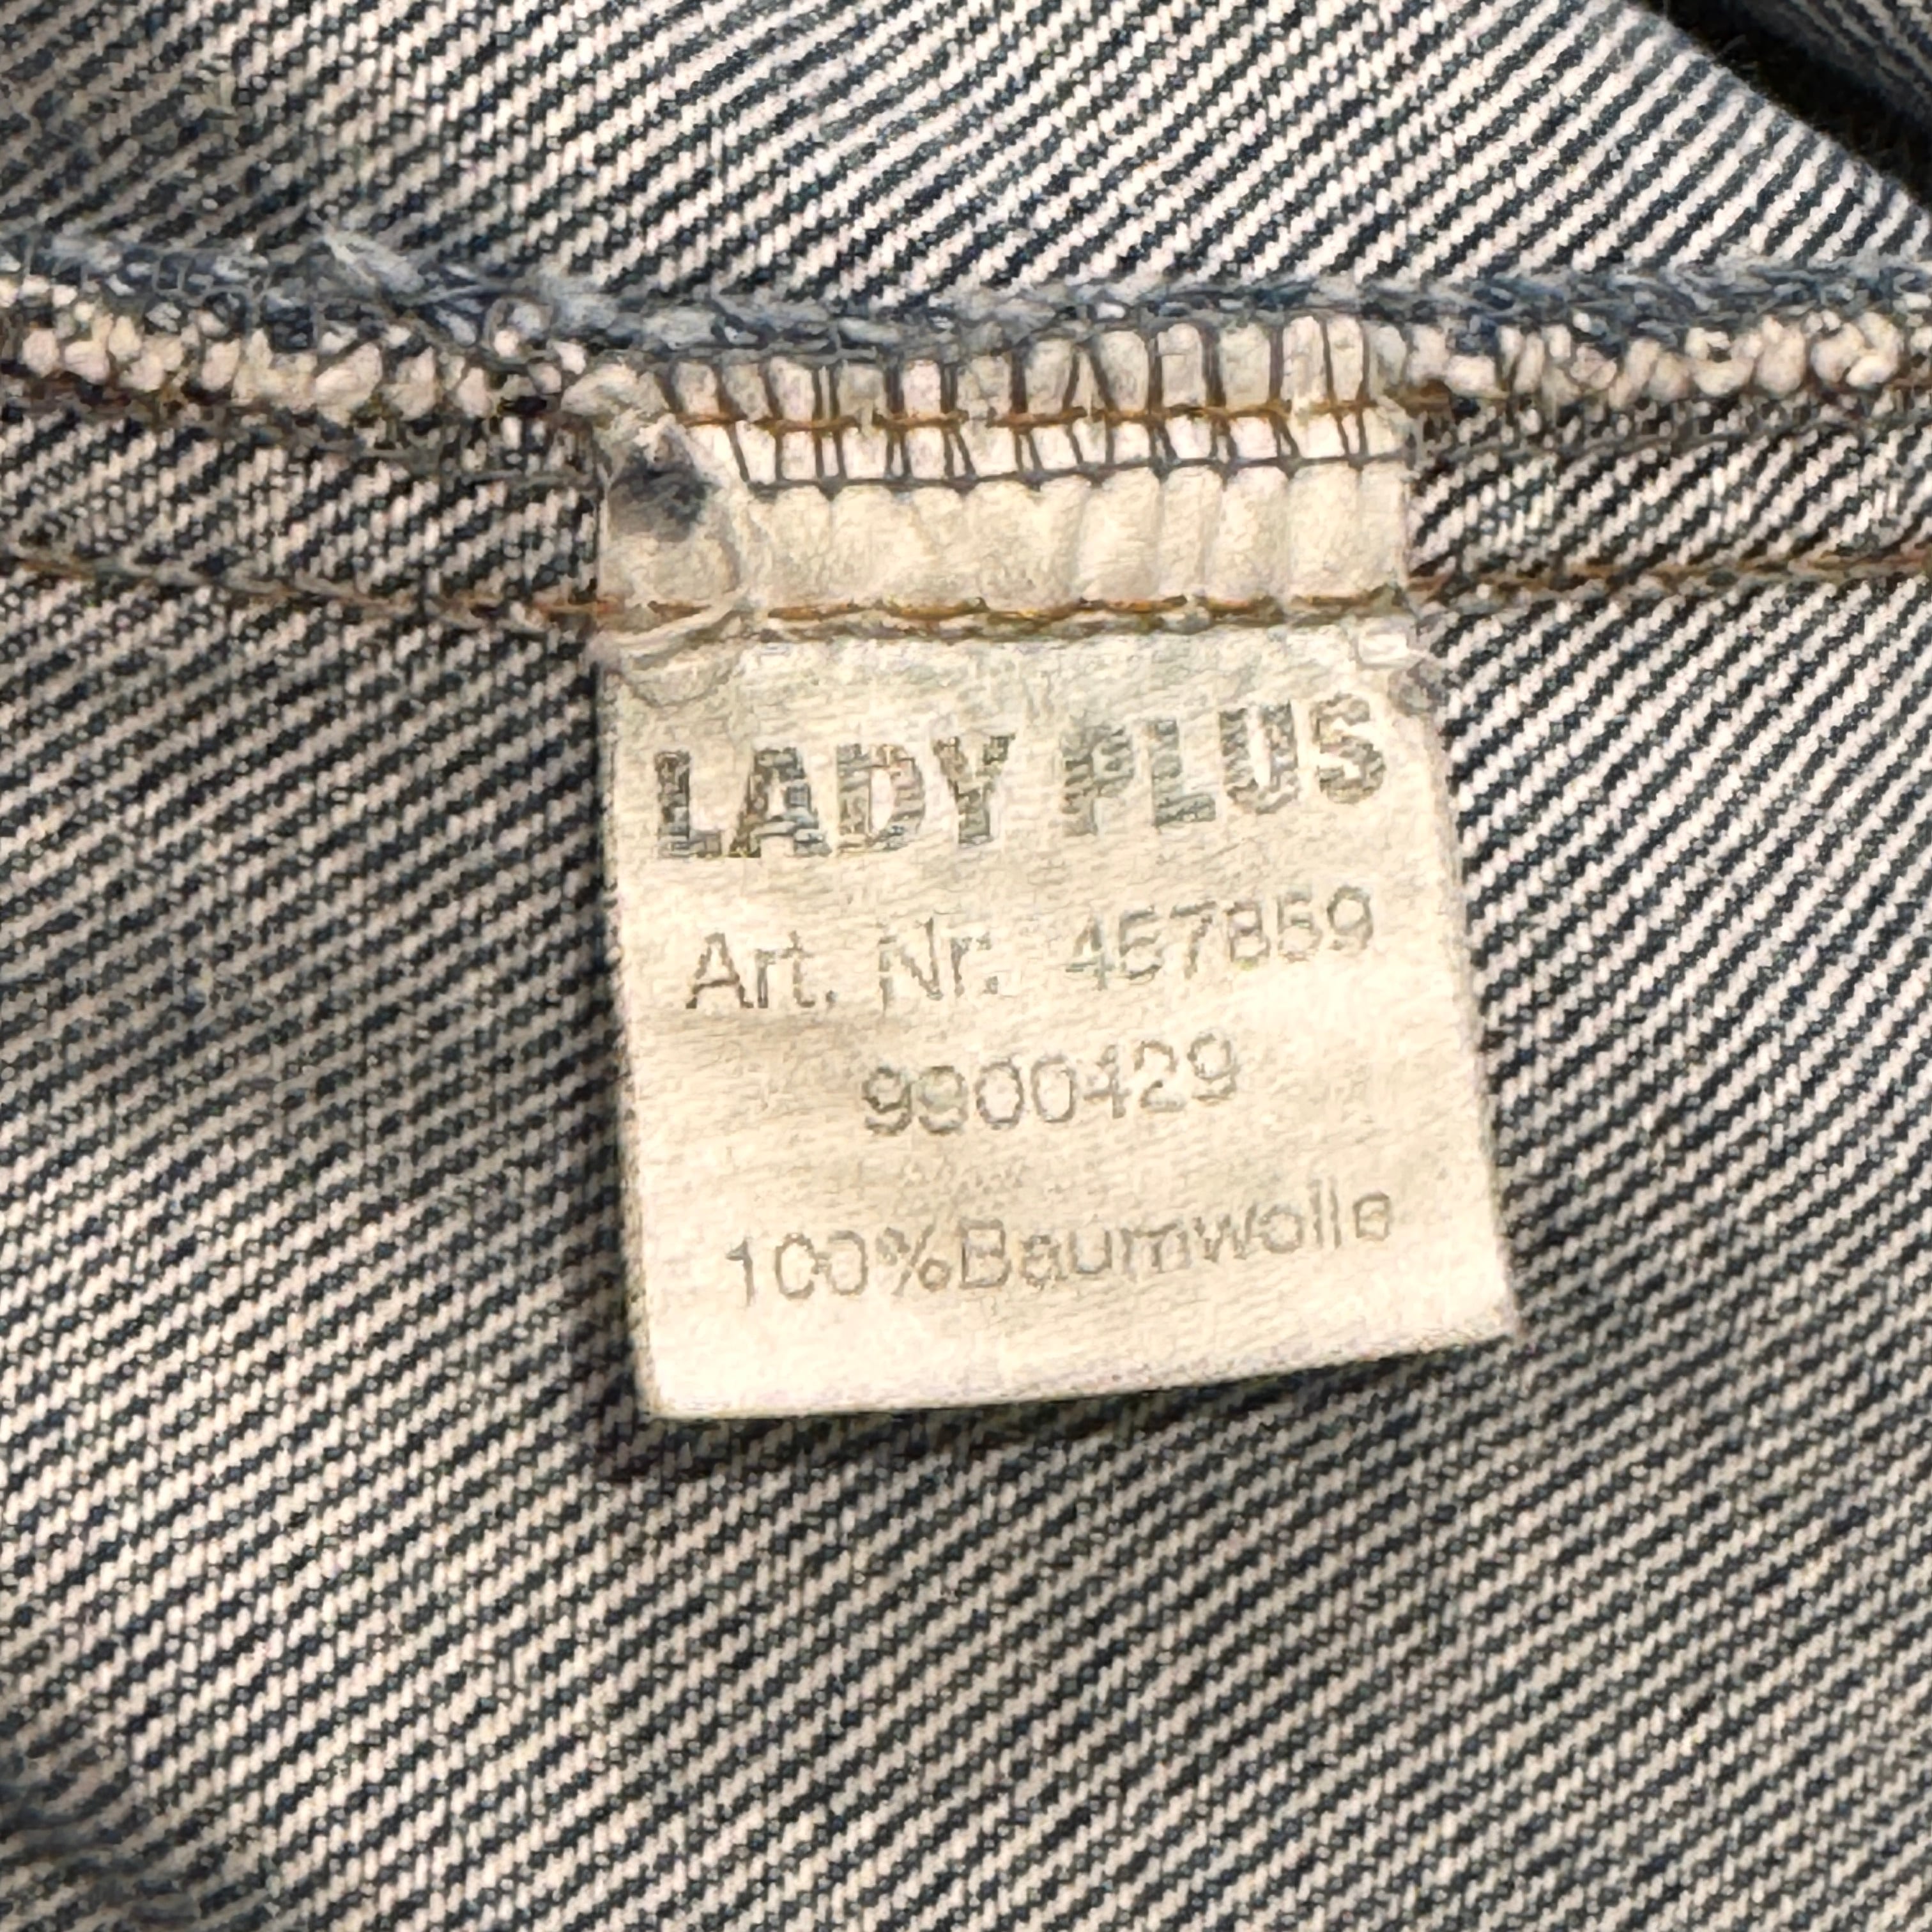 LADY PLUS
Art. Nr. 457859
9900429
100%Baumwolle